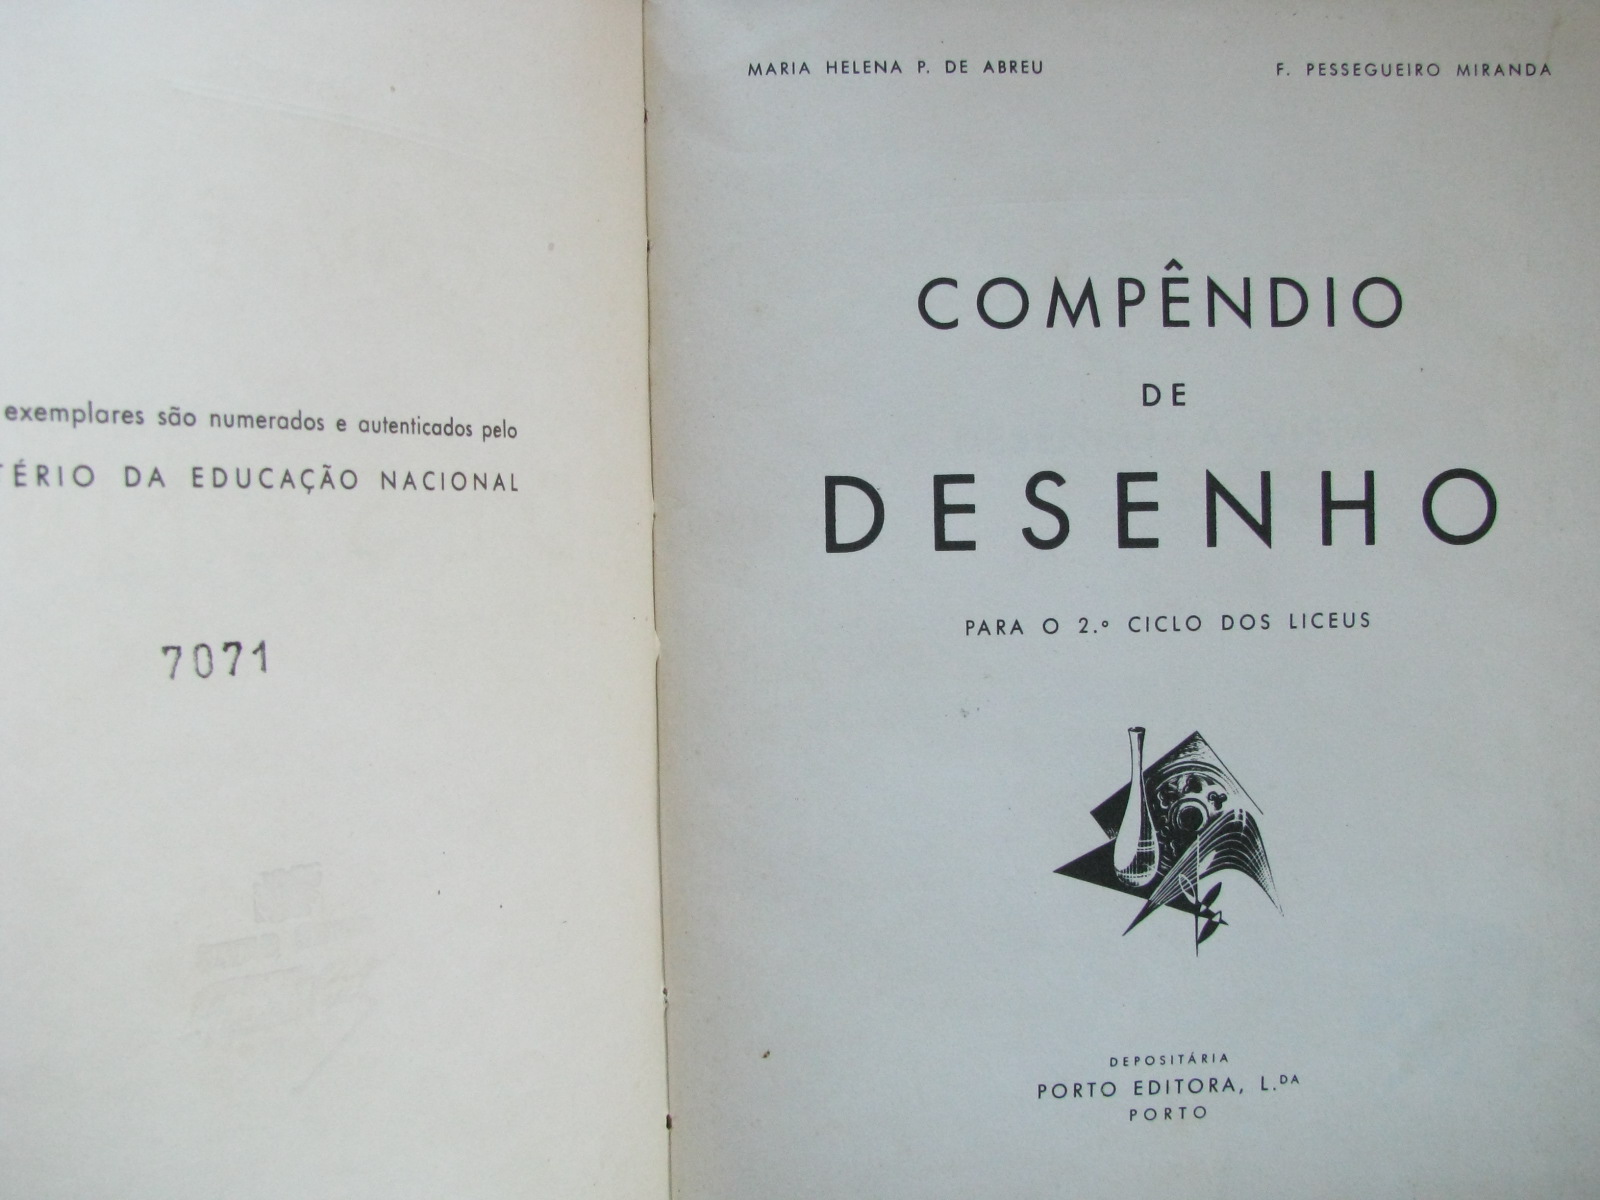 exemplares são numerados e autenticados pelo
TÉRIO DA EDUCAÇÃO NACIONAL
7071
MARIA HELENA P. DE ABREU
F. PESSEGUEIRO MIRANDA
COMPÊNDIO
DE
DESENHO
PARA O 2.º CICLO DOS LICEUS
DEPOSITÁRIA
PORTO EDITORA, L.DA
PORTO